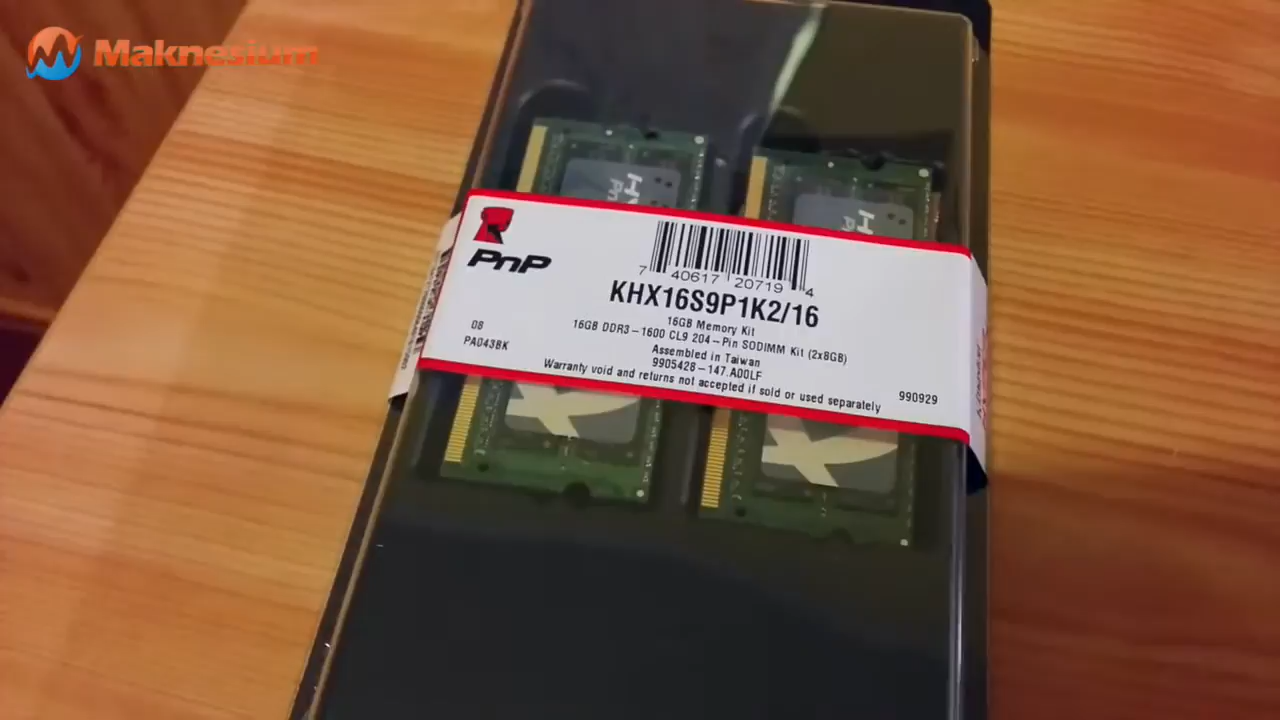 Maknesium
PnP
7 40617 20719 4
KHX16S9P1K2/16
16GB Memory Kit
16GB DDR3-1600 CL9 204-Pin SODIMM Kit (2x8GB)
Assembled in Taiwan
9905428-147.A00LF
Warranty void and returns not accepted if sold or used separately
08
PA043BK
990929